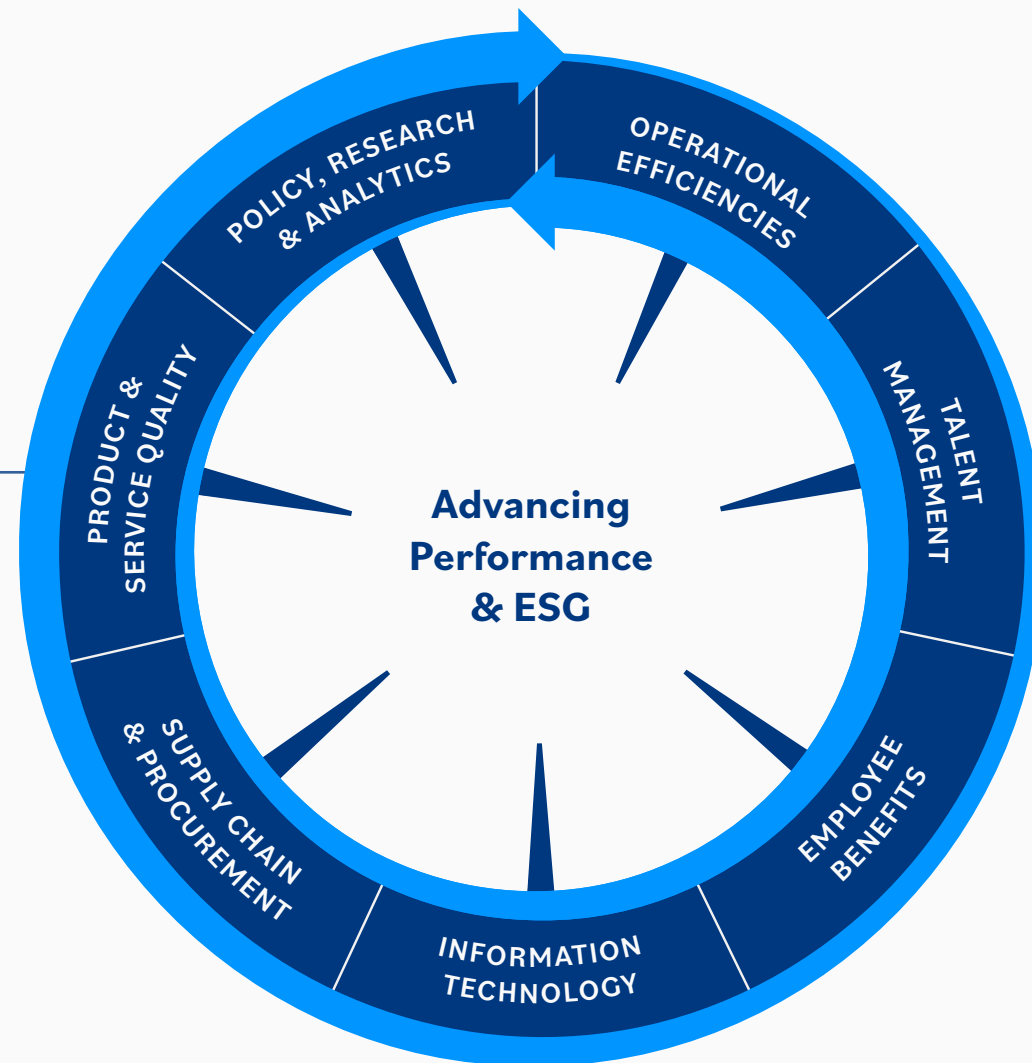 OPERATIONAL
EFFICIENCIES
TALENT
MANAGEMENT
EMPLOYEE
BENEFITS
INFORMATION
TECHNOLOGY
SUPPLY CHAIN
& PROCUREMENT
PRODUCT &
SERVICE QUALITY
POLICY, RESEARCH
& ANALYTICS
Advancing
Performance
& ESG